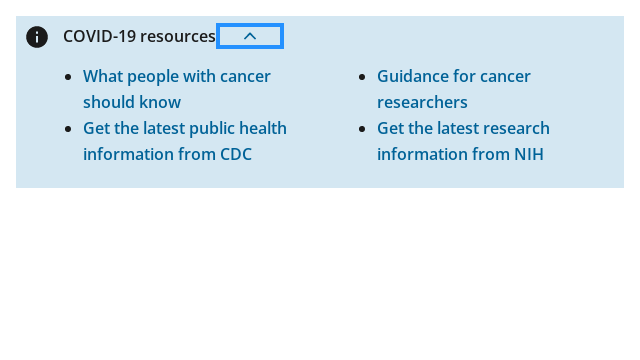 COVID-19 resources
What people with cancer
should know
Get the latest public health
information from CDC
Guidance for cancer
researchers
Get the latest research
information from NIH